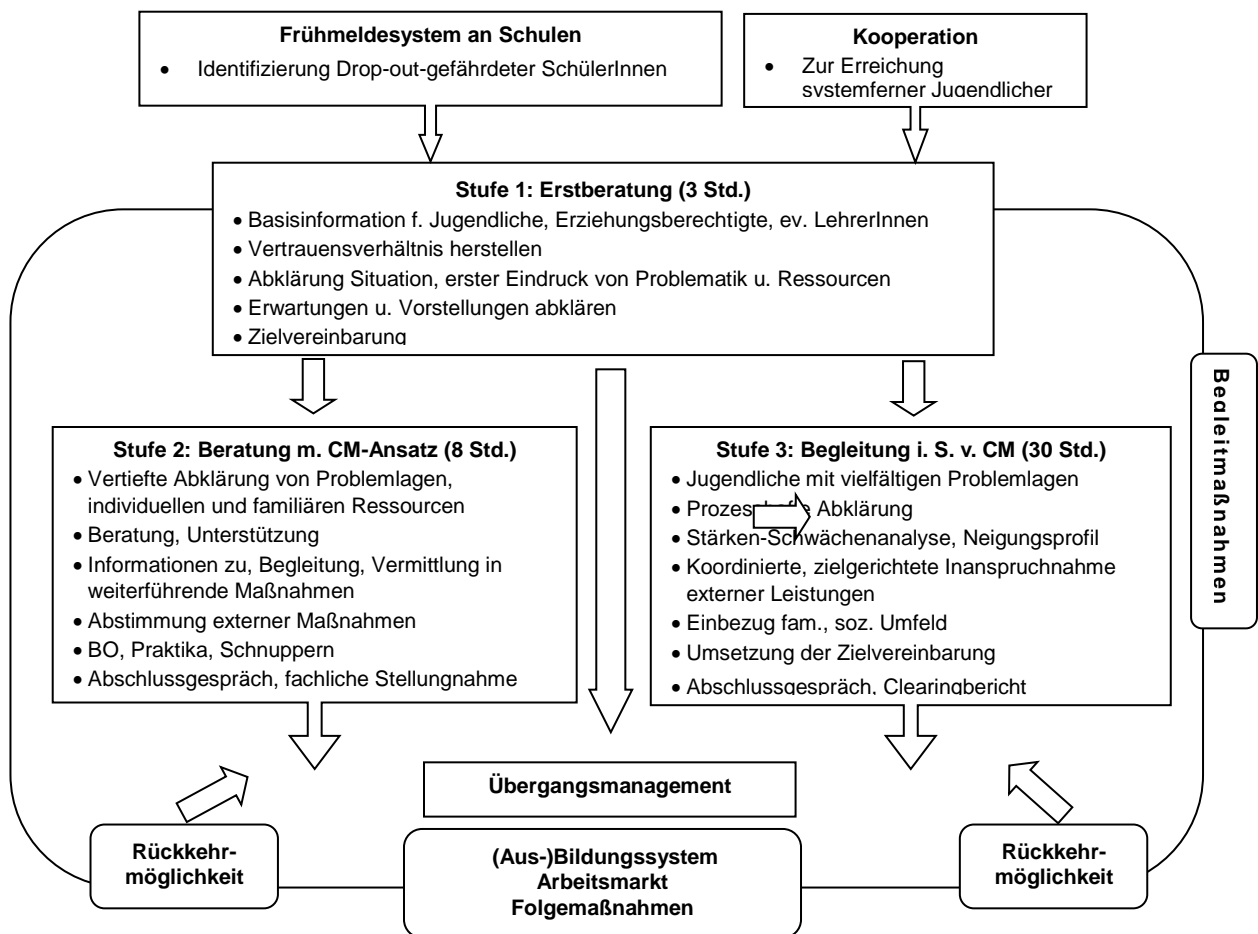 Frühmeldesystem an Schulen
• Identifizierung Drop-out-gefährdeter SchülerInnen
Kooperation
• Zur Erreichung
systemferner Jugendlicher
Stufe 1: Erstberatung (3 Std.)
• Basisinformation f. Jugendliche, Erziehungsberechtigte, ev. LehrerInnen
• Vertrauensverhältnis herstellen
• Abklärung Situation, erster Eindruck von Problematik u. Ressourcen
• Erwartungen u. Vorstellungen abklären
• Zielvereinbarung
Begleitmaßnahmen
Stufe 2: Beratung m. CM-Ansatz (8 Std.)
• Vertiefte Abklärung von Problemlagen,
individuellen und familiären Ressourcen
• Beratung, Unterstützung
• Informationen zu, Begleitung, Vermittlung in
weiterführende Maßnahmen
• Abstimmung externer Maßnahmen
• BO, Praktika, Schnuppern
• Abschlussgespräch, fachliche Stellungnahme
Stufe 3: Begleitung i. S. v. CM (30 Std.)
• Jugendliche mit vielfältigen Problemlagen
• Abklärung
• Stärken-Schwächenanalyse, Neigungsprofil
• Koordinierte, zielgerichtete Inanspruchnahme
externer Leistungen
• Einbezug fam., soz. Umfeld
• Umsetzung der Zielvereinbarung
• Abschlussgespräch, Clearingbericht
Übergangsmanagement
Rückkehr-
möglichkeit
(Aus-)Bildungssystem
Arbeitsmarkt
Folgemaßnahmen
Rückkehr-
möglichkeit